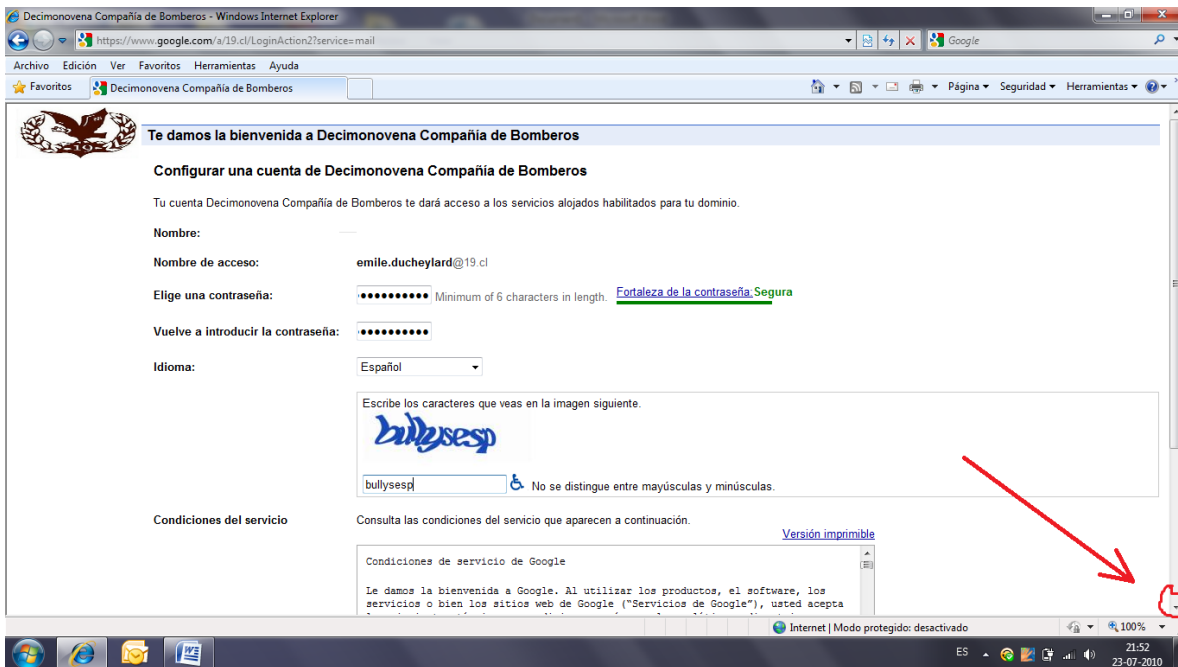 Decimonovena Compañía de Bomberos - Windows Internet Explorer
https://www.google.com/a/19.cl/LoginAction2?service=mail
Google
Archivo Edición Ver Favoritos Herramientas Ayuda
Favoritos Decimonovena Compañía de Bomberos Página Seguridad Herramientas
19
Te damos la bienvenida a Decimonovena Compañía de Bomberos
Configurar una cuenta de Decimonovena Compañía de Bomberos
Tu cuenta Decimonovena Compañía de Bomberos te dará acceso a los servicios alojados habilitados para tu dominio.
Nombre:
Nombre de acceso: emile.ducheylard@19.cl
Elige una contraseña: Minimum of 6 characters in length. Fortaleza de la contraseña: Segura
Vuelve a introducir la contraseña:
Idioma: Español
Escribe los caracteres que veas en la imagen siguiente.
bullysesp
bullysesp No se distingue entre mayúsculas y minúsculas.
Condiciones del servicio Consulta las condiciones del servicio que aparecen a continuación.
Versión imprimible
Condiciones de servicio de Google
Le damos la bienvenida a Google. Al utilizar los productos, el software, los
servicios o bien los sitios web de Google ("Servicios de Google"), usted acepta
Internet | Modo protegido: desactivado 100%
ES 21:52
23-07-2010